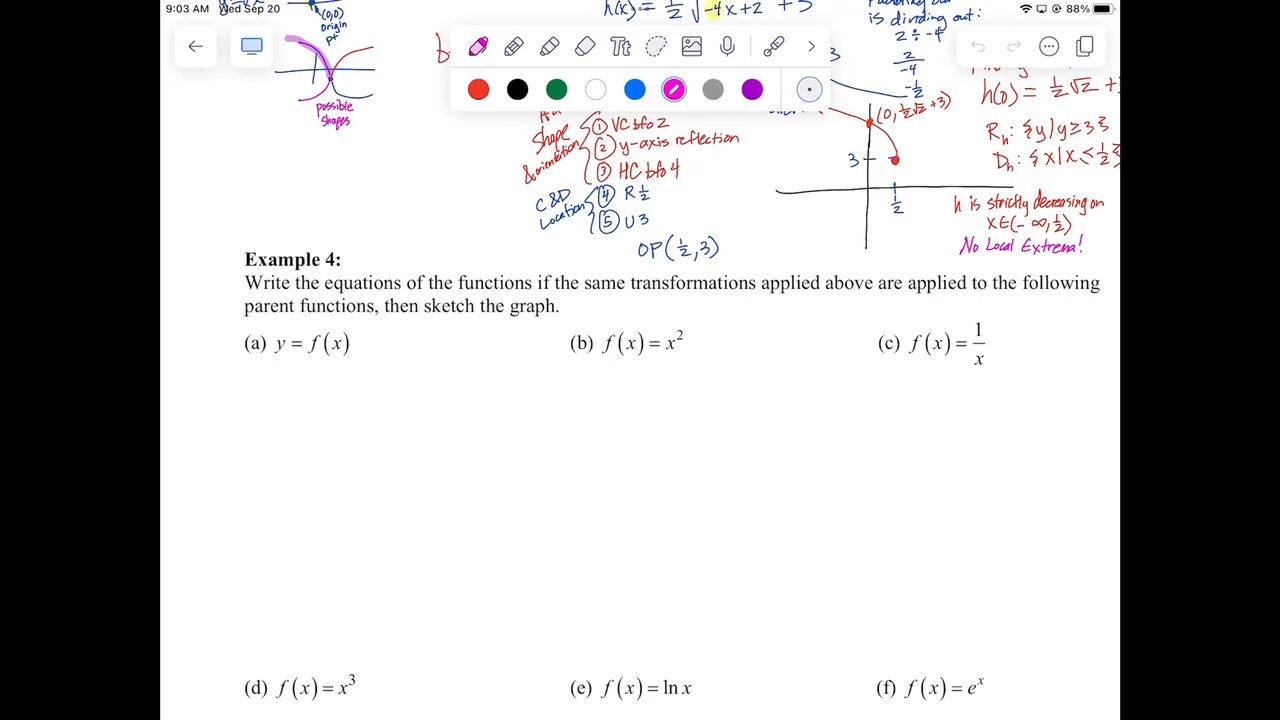 9:03 AM Wed Sep 20
88%
h(x) = 1/2 √-4x+2 + 3
(0,0)
origin
pt
possible
shapes
is dividing out:
2 ÷ -4
2/-4
-1/2
Tt
3
Shape
& orientation
① VC bfo 2
② y-axis reflection
③ HC bfo 4
C&D
Location
④ R 1/2
⑤ U 3
OP (1/2, 3)
(0, 1/2√2 + 3)
3
1/2
h(0) = 1/2 √2 +
R_h: {y | y ≥ 3}
D_h: {x | x ≤ 1/2}
h is strictly decreasing on
x∈(-∞, 1/2)
No Local Extrema!
Example 4:
Write the equations of the functions if the same transformations applied above are applied to the following
parent functions, then sketch the graph.
(a) y = f(x)
(b) f(x) = x²
(c) f(x) = 1/x
(d) f(x) = x³
(e) f(x) = ln x
(f) f(x) = eˣ